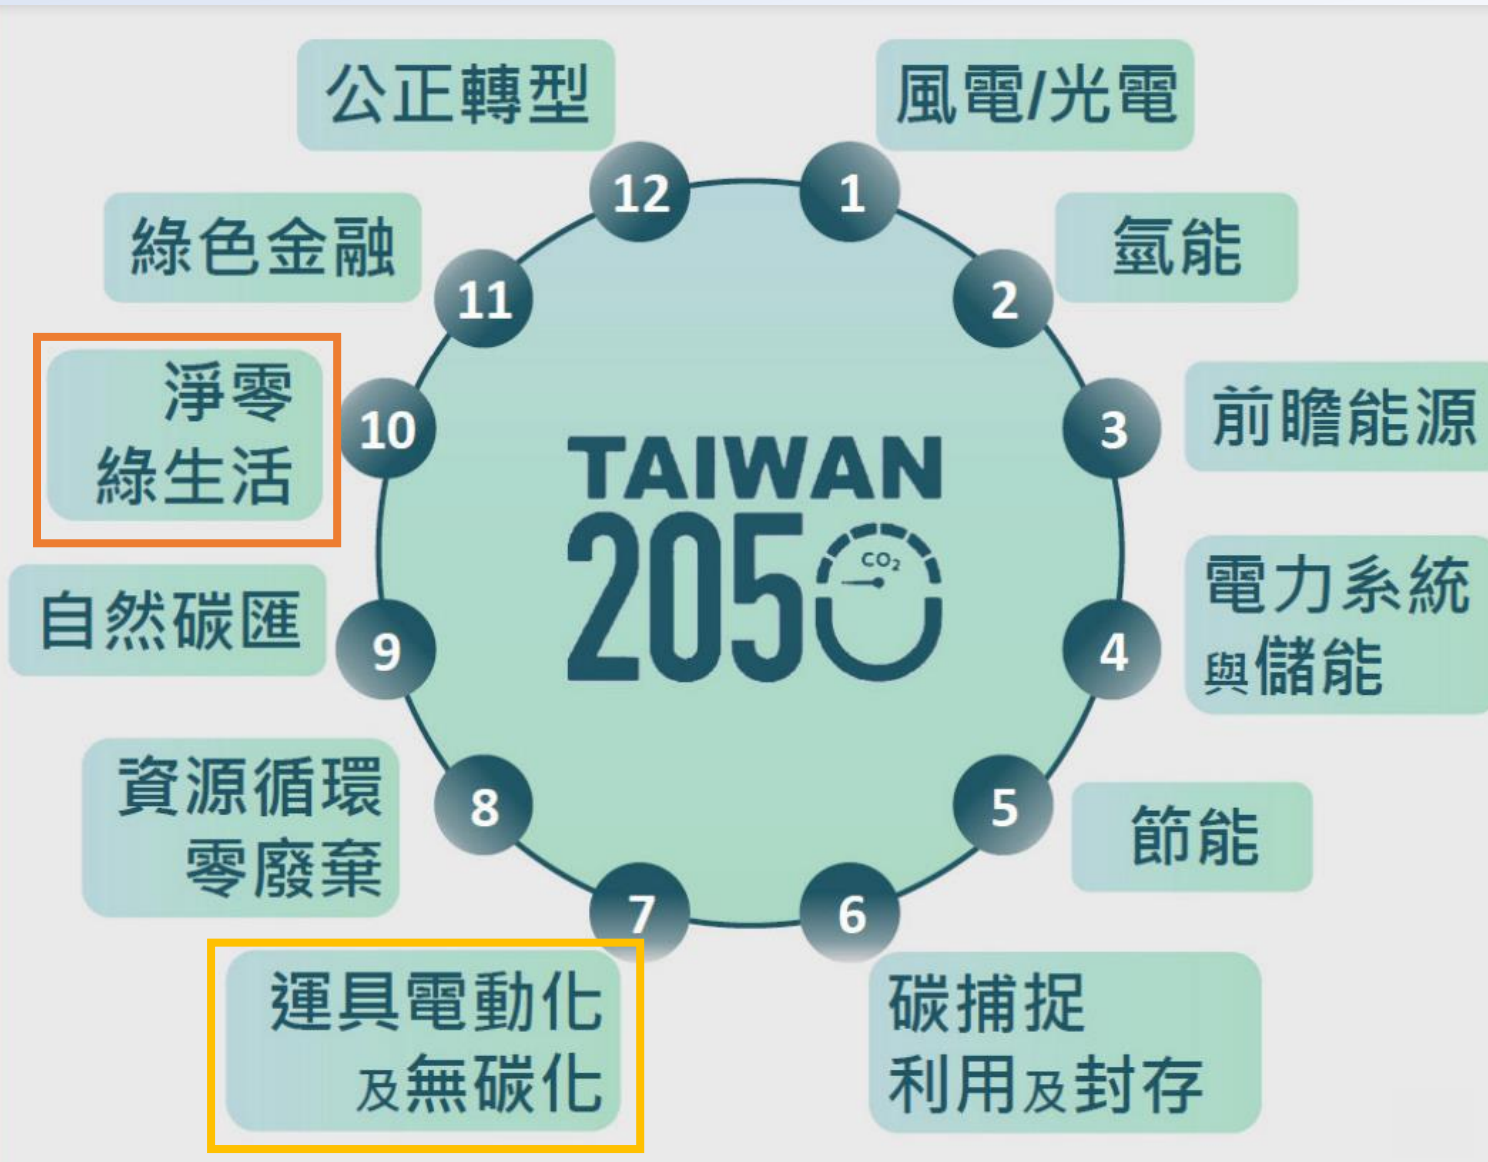 公正轉型
風電/光電
12
1
綠色金融
氫能
11
2
淨零
綠生活
10
3
前瞻能源
TAIWAN
2050
CO₂
自然碳匯
9
4
電力系統
與儲能
資源循環
零廢棄
8
5
節能
7
6
運具電動化
及無碳化
碳捕捉
利用及封存